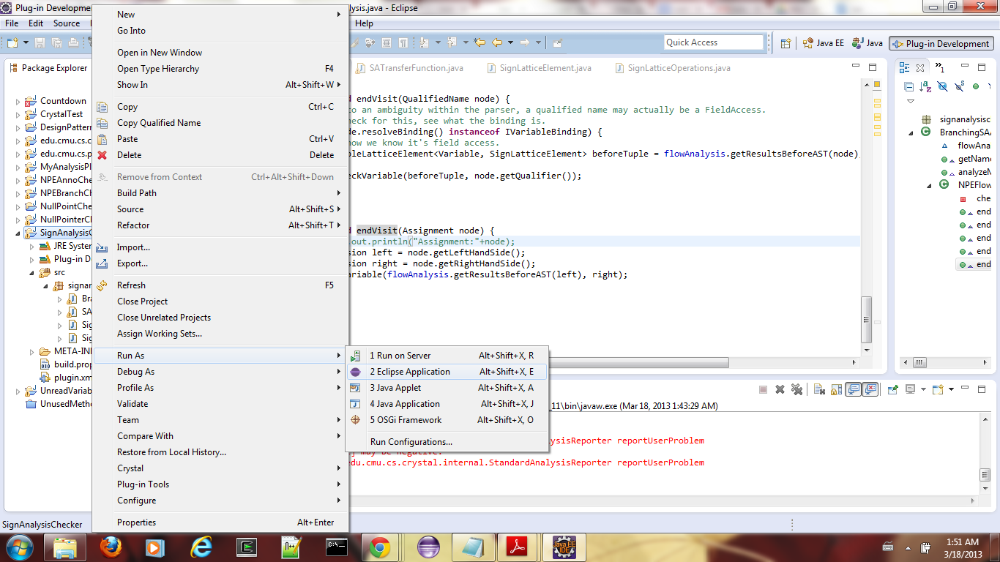 Plug-in Developmen
ysis.java - Eclipse
File Edit Source Help
Quick Access
Java EE Java Plug-in Development
Package Explorer
SATransferFunction.java SignLatticeElement.java SignLatticeOperations.java
Countdown
CrystalTest
DesignPattern
edu.cmu.cs.c
edu.cmu.cs.p
MyAnalysisPl
NPEAnnoChe
NPEBranchCh
NullPointChe
NullPointerCh
SignAnalysisC
JRE System
Plug-in D
src
signar
Bra
SA
Sig
Sig
META-INF
build.prop
plugin.xm
UnreadVariab
UnusedMetho
New
Go Into
Open in New Window
Open Type Hierarchy F4
Show In Alt+Shift+W
Copy Ctrl+C
Copy Qualified Name
Paste Ctrl+V
Delete Delete
Remove from Context Ctrl+Alt+Shift+Down
Build Path
Source Alt+Shift+S
Refactor Alt+Shift+T
Import...
Export...
Refresh F5
Close Project
Close Unrelated Projects
Assign Working Sets...
Run As
Debug As
Profile As
Validate
Team
Compare With
Restore from Local History...
Crystal
Plug-in Tools
Configure
Properties Alt+Enter
1 Run on Server Alt+Shift+X, R
2 Eclipse Application Alt+Shift+X, E
3 Java Applet Alt+Shift+X, A
4 Java Application Alt+Shift+X, J
5 OSGi Framework Alt+Shift+X, O
Run Configurations...
d endVisit(QualifiedName node) {
to an ambiguity within the parser, a qualified name may actually be a FieldAccess.
heck for this, see what the binding is.
de.resolveBinding() instanceof IVariableBinding) {
now we know it's field access.
pleLatticeElement<Variable, SignLatticeElement> beforeTuple = flowAnalysis.getResultsBeforeAST(node)
eckVariable(beforeTuple, node.getQualifier());
d endVisit(Assignment node) {
.out.println("Assignment:"+node);
sion left = node.getLeftHandSide();
sion right = node.getRightHandSide();
ariable(flowAnalysis.getResultsBeforeAST(left), right);
signanalysisc
BranchingSAA
flowAna
getName
analyzeM
NPEFlow
che
end
end
end
end
end
_11\bin\javaw.exe (Mar 18, 2013 1:43:29 AM)
ysisReporter reportUserProblem
] may be negative.
edu.cmu.cs.crystal.internal.StandardAnalysisReporter reportUserProblem
SignAnalysisChecker
1:51 AM
3/18/2013